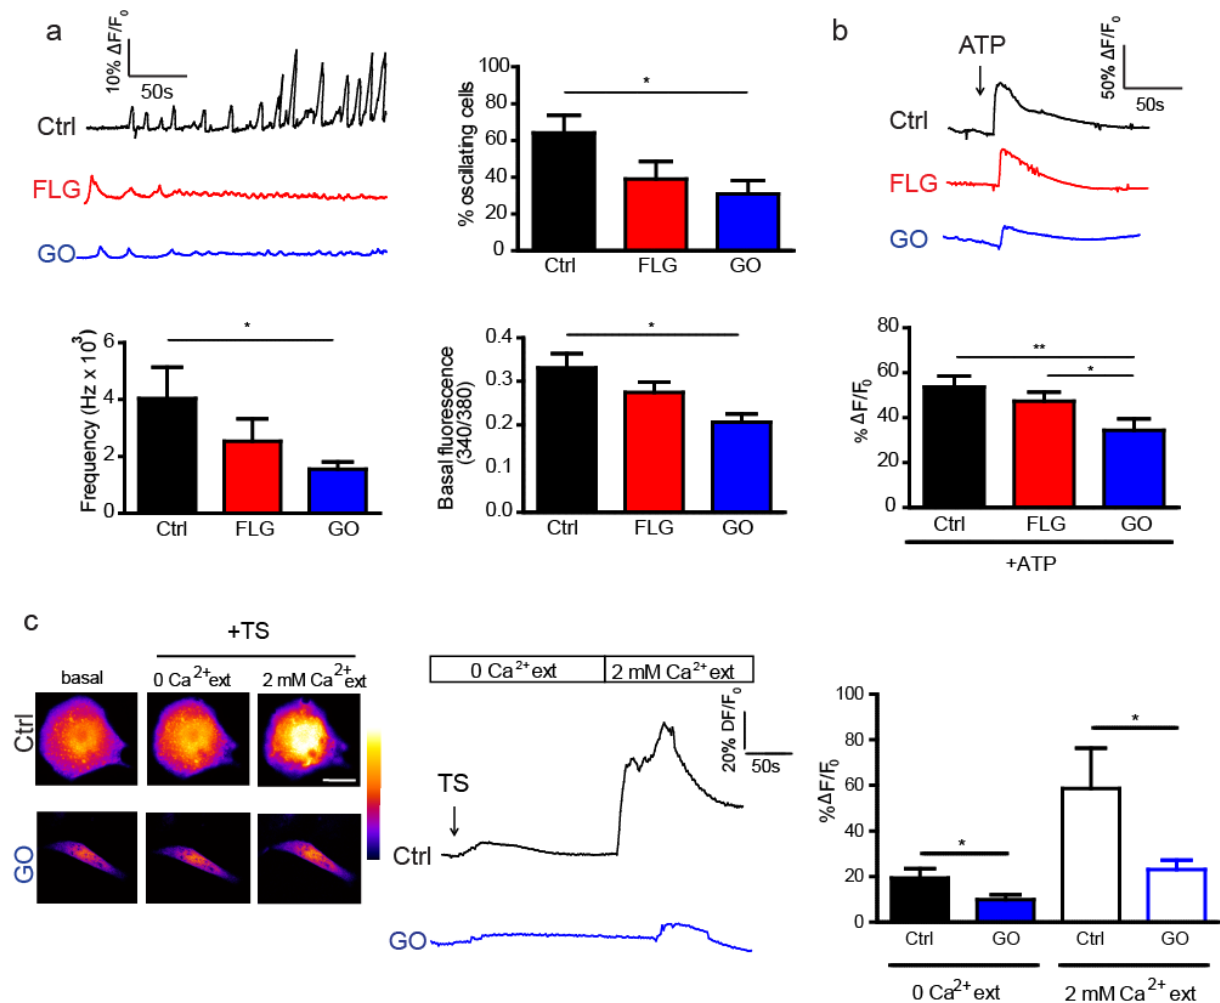 a
10% ΔF/F0
50s
Ctrl
FLG
GO
% oscillating cells
100
80
60
40
20
0
*
Ctrl FLG GO
b
ATP
50% ΔF/F0
50s
Ctrl
FLG
GO
Frequency (Hz x 10³)
6
4
2
0
*
Ctrl FLG GO
Basal fluorescence
(340/380)
0.4
0.3
0.2
0.1
0.0
*
Ctrl FLG GO
% ΔF/F0
80
60
40
20
0
**
*
Ctrl FLG GO
+ATP
c
+TS
basal 0 Ca²⁺ext 2 mM Ca²⁺ext
Ctrl
GO
0 Ca²⁺ext 2 mM Ca²⁺ext
20% DF/F0
50s
TS
Ctrl
GO
%ΔF/F0
100
80
60
40
20
0
*
*
Ctrl GO Ctrl GO
0 Ca²⁺ ext 2 mM Ca²⁺ ext